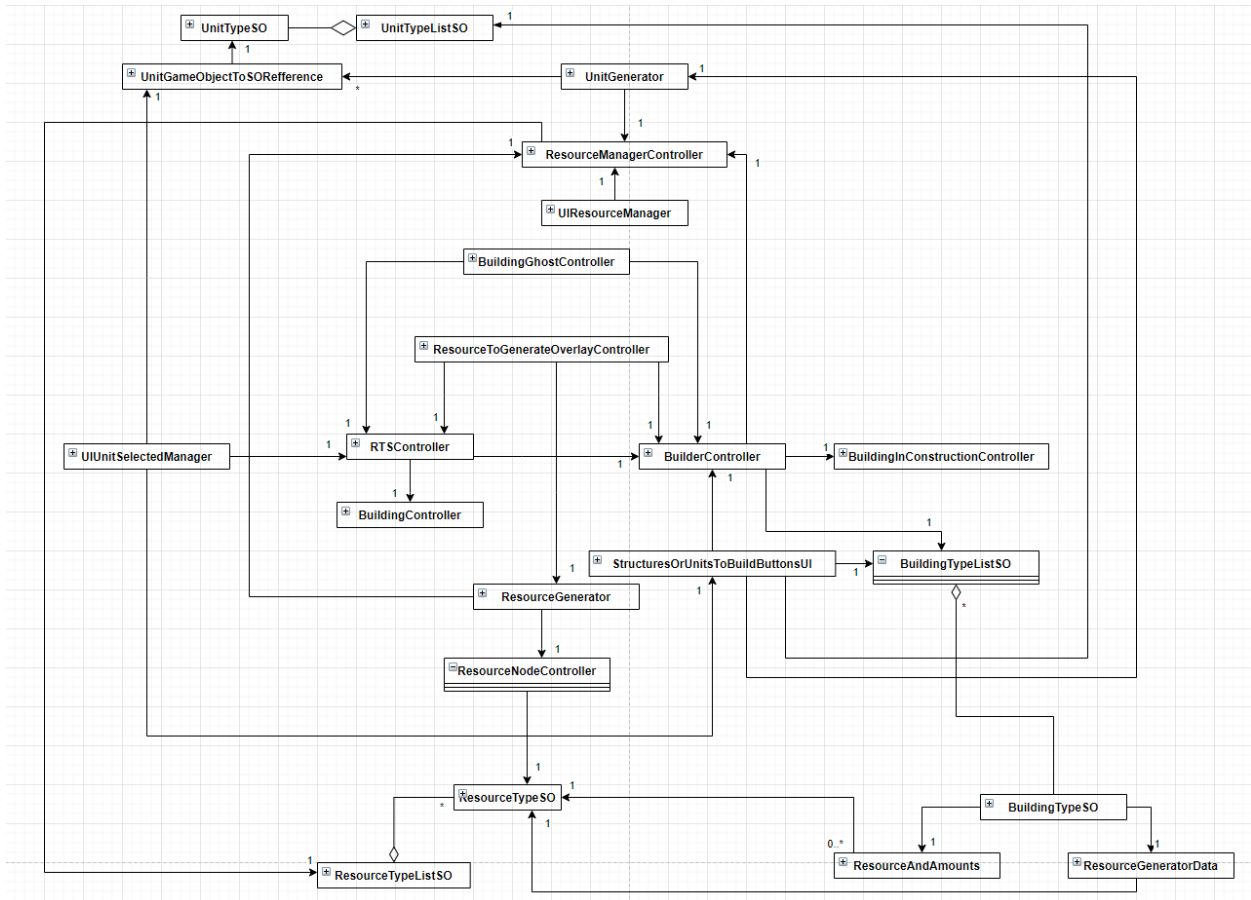 1
UnitTypeSO
UnitTypeListSO
1
1
UnitGameObjectToSORefference
UnitGenerator
*
1
1
1
1
ResourceManagerController
1
1
UIResourceManager
BuildingGhostController
ResourceToGenerateOverlayController
1
1
1
1
1
1
1
UIUnitSelectedManager
RTSController
BuilderController
BuildingInConstructionController
1
1
1
BuildingController
1
StructuresOrUnitsToBuildButtonsUI
BuildingTypeListSO
1
1
1
ResourceGenerator
*
1
ResourceNodeController
1
1
ResourceTypeSO
*
BuildingTypeSO
1
0..*
1
1
1
ResourceTypeListSO
ResourceAndAmounts
ResourceGeneratorData